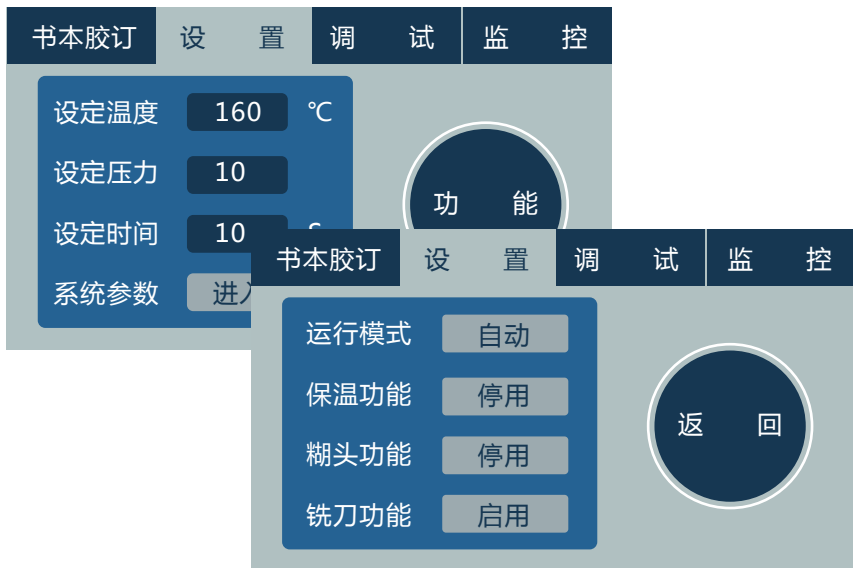 书本胶订 设置 调试 监控
设定温度 160 ℃
设定压力 10
设定时间 10
系统参数
功能
书本胶订 设置 调试 监控
运行模式 自动
保温功能 停用
糊头功能 停用
铣刀功能 启用
返回